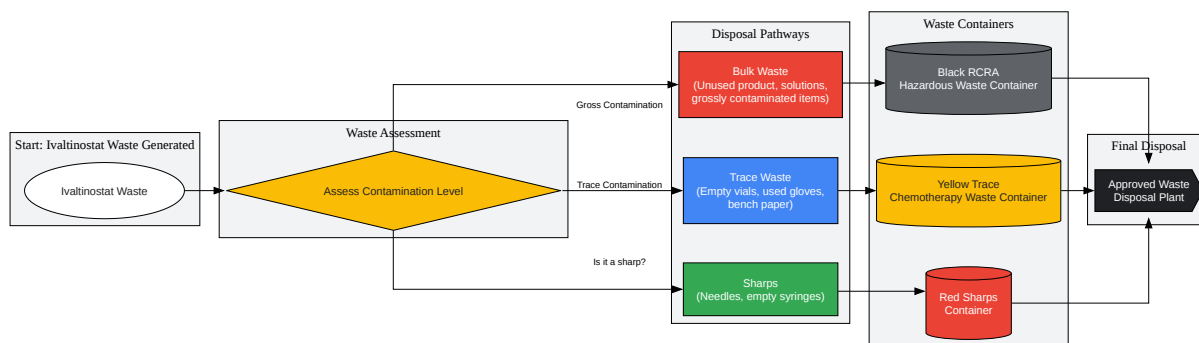 Start: Ivaltinostat Waste Generated
Ivaltinostat Waste
Waste Assessment
Assess Contamination Level
Gross Contamination
Trace Contamination
Is it a sharp?
Disposal Pathways
Bulk Waste
(Unused product, solutions,
grossly contaminated items)
Trace Waste
(Empty vials, used gloves,
bench paper)
Sharps
(Needles, empty syringes)
Waste Containers
Black RCRA
Hazardous Waste Container
Yellow Trace
Chemotherapy Waste Container
Red Sharps
Container
Final Disposal
Approved Waste
Disposal Plant